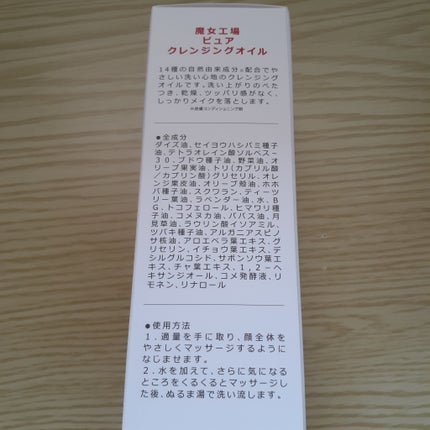 魔女工場
ピュア
クレンジングオイル
14種の自然由来成分※配合でや
さしい洗い心地のクレンジング
オイルです。洗い上がりのべた
つき、乾燥、ツッパリ感がなく、
しっかりメイクを落とします。
※皮膚コンディショニング剤
●全成分
ダイズ油、セイヨウハシバミ種子
油、テトラオレイン酸ソルベス－
３０、ブドウ種子油、野菜油、オリ
ーブ果実油、トリ(カプリル酸
／カプリン酸)グリセリル、オレ
ンジ果皮油、オリーブ殻油、ホホ
バ種子油、スクワラン、ティーツ
リー葉油、ラベンダー油、水、B
G、トコフェロール、ヒマワリ種
子油、コメヌカ油、ババス油、月
見草油、ラウリン酸イソアミル、
ツバキ種子油、アルガニアスピノ
サ核油、アロエベラ葉エキス、グ
リセリン、イチョウ葉エキス、デ
シルグルコシド、サボンソウ葉エ
キス、チャ葉エキス、１，２－ヘ
キサンジオール、コメ発酵液、リ
モネン、リナロール
●使用方法
１．適量を手に取り、顔全体を
やさしくマッサージするように
なじませます。
２．水を加えて、さらに気になる
ところをくるくるとマッサージし
た後、ぬるま湯で洗い流します。